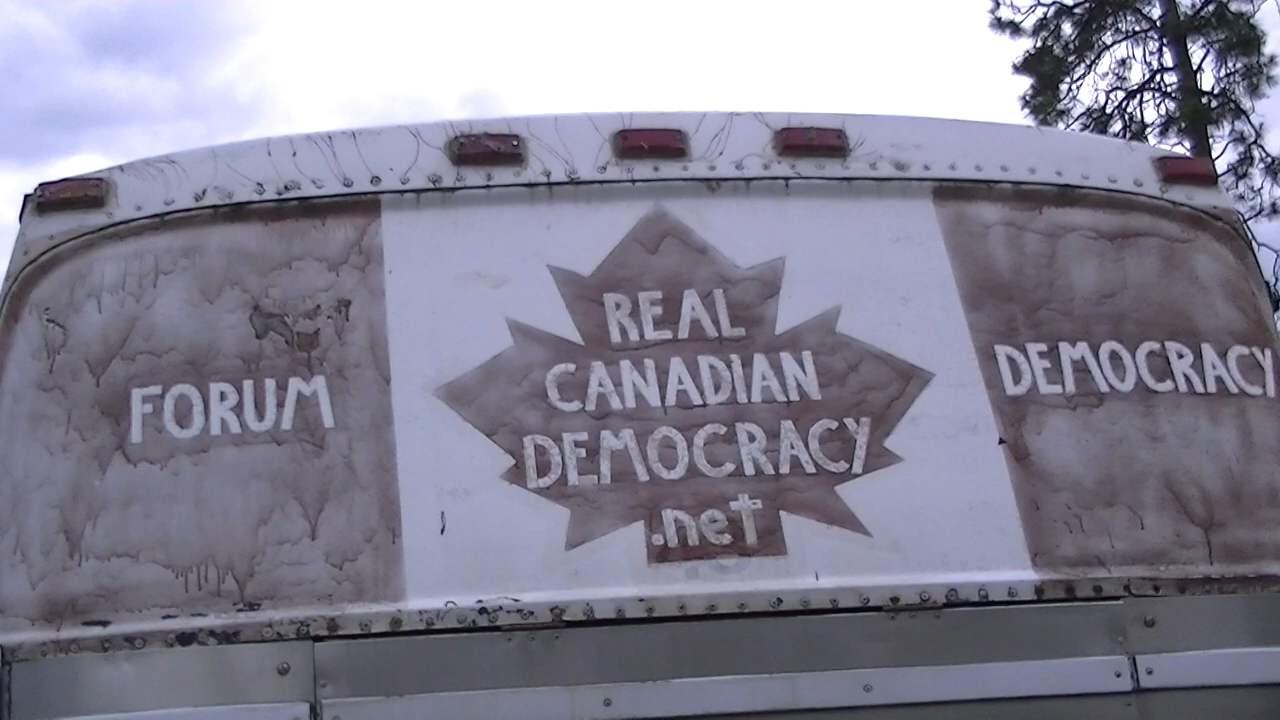 FORUM
REAL
CANADIAN
DEMOCRACY
.net
DEMOCRACY